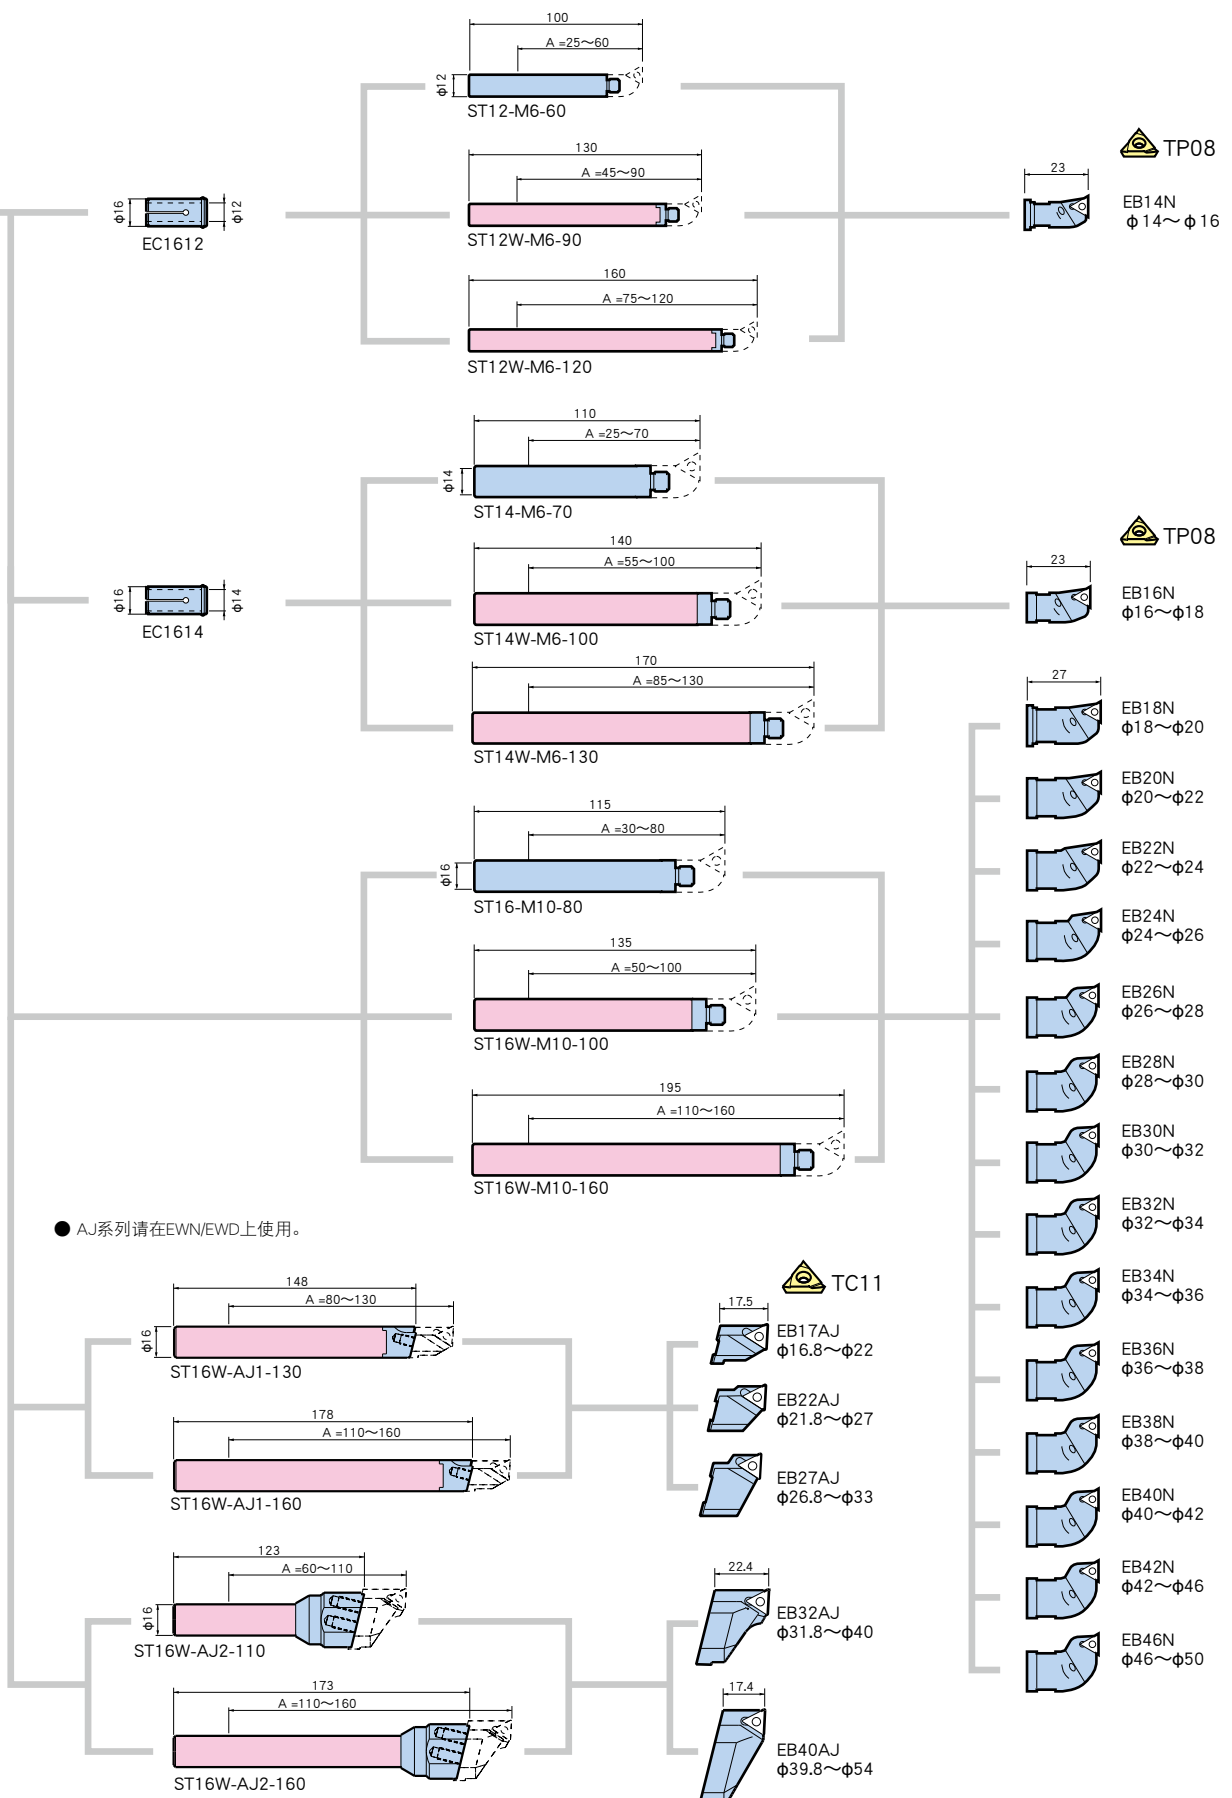 100
A =25～60
φ12
ST12-M6-60
TP08
130
A =45～90
23
φ16
φ12
EC1612
ST12W-M6-90
EB14N
φ14～φ16
160
A =75～120
ST12W-M6-120
110
A =25～70
φ14
ST14-M6-70
TP08
140
A =55～100
23
φ16
φ14
EC1614
ST14W-M6-100
EB16N
φ16～φ18
170
A =85～130
ST14W-M6-130
27
EB18N
φ18～φ20
EB20N
φ20～φ22
115
A =30～80
φ16
ST16-M10-80
EB22N
φ22～φ24
EB24N
φ24～φ26
135
A =50～100
ST16W-M10-100
EB26N
φ26～φ28
EB28N
φ28～φ30
195
A =110～160
ST16W-M10-160
EB30N
φ30～φ32
EB32N
φ32～φ34
● AJ系列请在EWN/EWD上使用。
EB34N
φ34～φ36
TC11
148
A =80～130
φ16
ST16W-AJ1-130
17.5
EB17AJ
φ16.8～φ22
EB36N
φ36～φ38
EB22AJ
φ21.8～φ27
EB38N
φ38～φ40
178
A =110～160
ST16W-AJ1-160
EB27AJ
φ26.8～φ33
EB40N
φ40～φ42
123
A =60～110
φ16
ST16W-AJ2-110
22.4
EB32AJ
φ31.8～φ40
EB42N
φ42～φ46
EB46N
φ46～φ50
173
A =110～160
ST16W-AJ2-160
17.4
EB40AJ
φ39.8～φ54